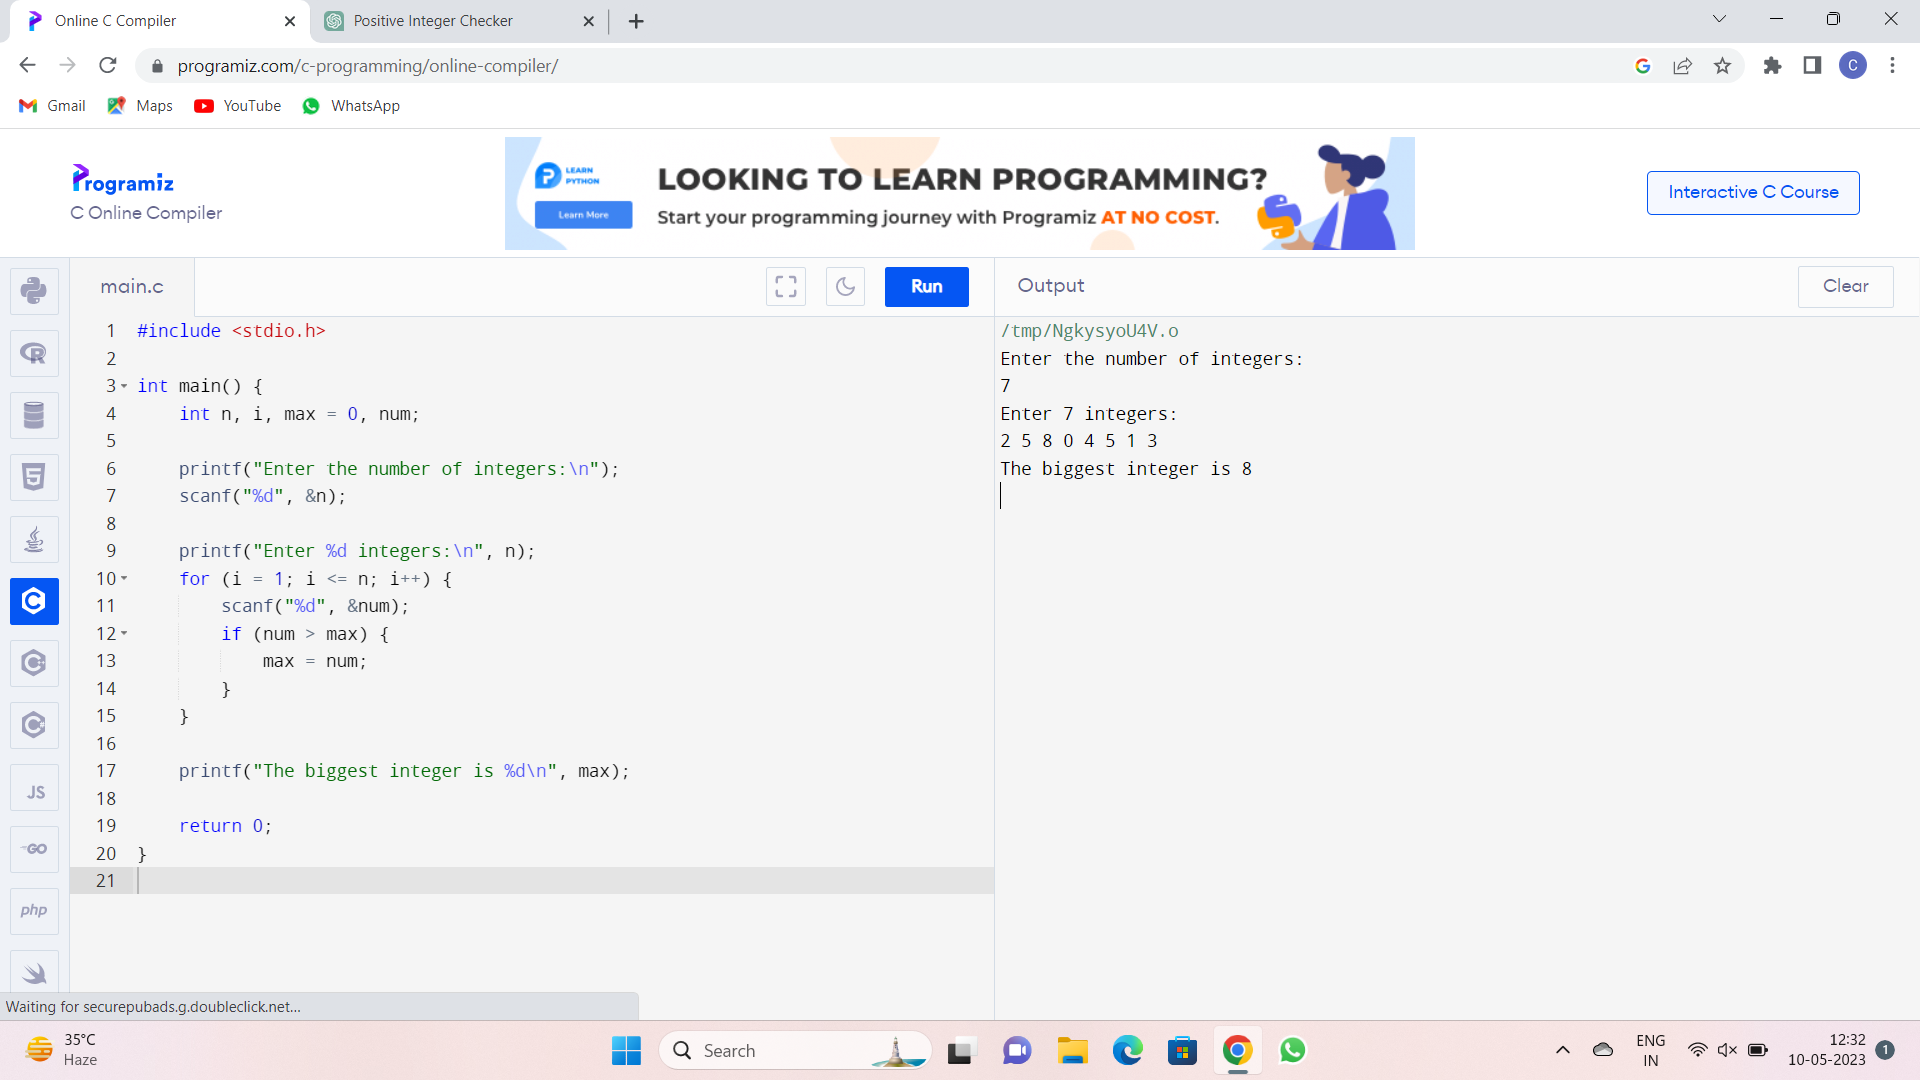 Online C Compiler
Positive Integer Checker
programiz.com/c-programming/online-compiler/
C
Gmail
Maps
YouTube
WhatsApp
Programiz
C Online Compiler
LEARN
PYTHON
Learn More
LOOKING TO LEARN PROGRAMMING?
Start your programming journey with Programiz AT NO COST.
Interactive C Course
main.c
Run
Output
Clear
1 #include <stdio.h>
2
3 int main() {
4 int n, i, max = 0, num;
5
6 printf("Enter the number of integers:\n");
7 scanf("%d", &n);
8
9 printf("Enter %d integers:\n", n);
10 for (i = 1; i <= n; i++) {
11 scanf("%d", &num);
12 if (num > max) {
13 max = num;
14 }
15 }
16
17 printf("The biggest integer is %d\n", max);
18
19 return 0;
20 }
21
/tmp/NgkysyoU4V.o
Enter the number of integers:
7
Enter 7 integers:
2 5 8 0 4 5 1 3
The biggest integer is 8
R
5
C
C
C
JS
GO
php
Waiting for securepubads.g.doubleclick.net...
35°C
Haze
Search
ENG
IN
12:32
10-05-2023
1